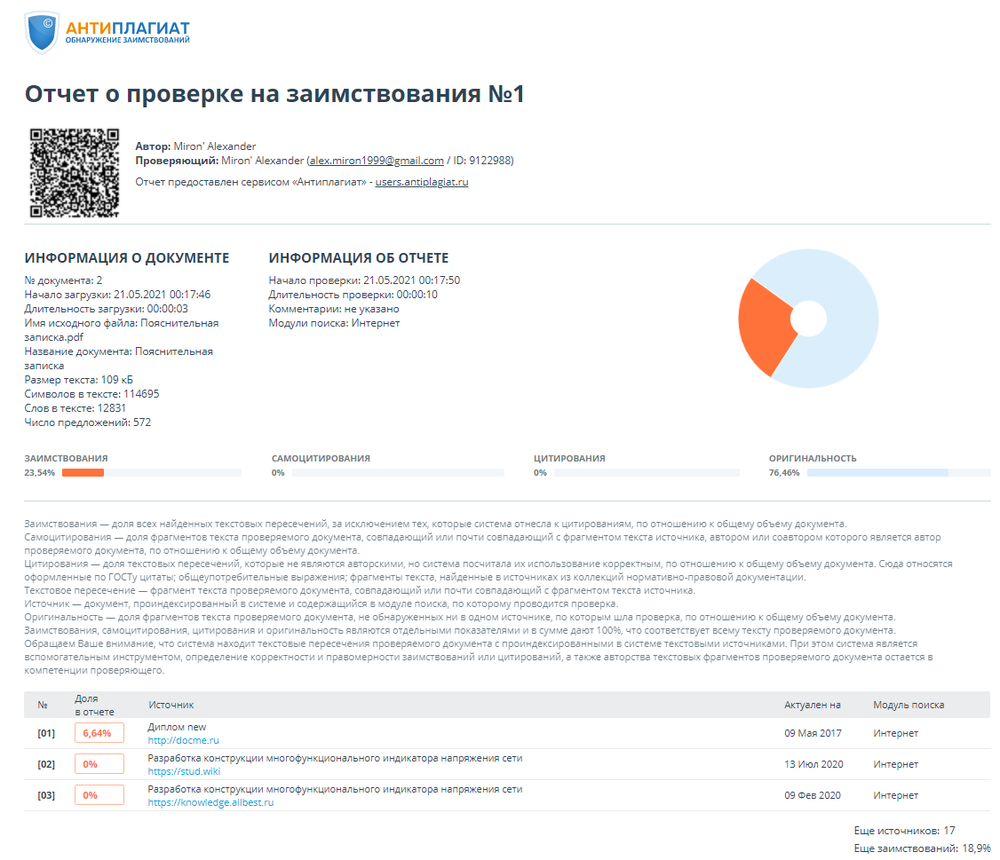 ©
АНТИПЛАГИАТ
ОБНАРУЖЕНИЕ ЗАИМСТВОВАНИЙ
Отчет о проверке на заимствования №1
Автор: Miron' Alexander
Проверяющий: Miron' Alexander (alex.miron1999@gmail.com / ID: 9122988)
Отчет предоставлен сервисом «Антиплагиат» - users.antiplagiat.ru
ИНФОРМАЦИЯ О ДОКУМЕНТЕ
№ документа: 2
Начало загрузки: 21.05.2021 00:17:46
Длительность загрузки: 00:00:03
Имя исходного файла: Пояснительная
записка.pdf
Название документа: Пояснительная
записка
Размер текста: 109 кБ
Символов в тексте: 114695
Слов в тексте: 12831
Число предложений: 572
ИНФОРМАЦИЯ ОБ ОТЧЕТЕ
Начало проверки: 21.05.2021 00:17:50
Длительность проверки: 00:00:10
Комментарии: не указано
Модули поиска: Интернет
ЗАИМСТВОВАНИЯ
23,54%
САМОЦИТИРОВАНИЯ
0%
ЦИТИРОВАНИЯ
0%
ОРИГИНАЛЬНОСТЬ
76,46%
Заимствования — доля всех найденных текстовых пересечений, за исключением тех, которые система отнесла к цитированиям, по отношению к общему объему документа.
Самоцитирования — доля фрагментов текста проверяемого документа, совпадающий или почти совпадающий с фрагментом текста источника, автором или соавтором которого является автор
проверяемого документа, по отношению к общему объему документа.
Цитирования — доля текстовых пересечений, которые не являются авторскими, но система посчитала их использование корректным, по отношению к общему объему документа. Сюда относятся
оформленные по ГОСТу цитаты; общеупотребительные выражения; фрагменты текста, найденные в источниках из коллекций нормативно-правовой документации.
Текстовое пересечение — фрагмент текста проверяемого документа, совпадающий или почти совпадающий с фрагментом текста источника.
Источник — документ, проиндексированный в системе и содержащийся в модуле поиска, по которому проводится проверка.
Оригинальность — доля фрагментов текста проверяемого документа, не обнаруженных ни в одном источнике, по которым шла проверка, по отношению к общему объему документа.
Заимствования, самоцитирования, цитирования и оригинальность являются отдельными показателями и в сумме дают 100%, что соответствует всему тексту проверяемого документа.
Обращаем Ваше внимание, что система находит текстовые пересечения проверяемого документа с проиндексированными в системе текстовыми источниками. При этом система является
вспомогательным инструментом, определение корректности и правомерности заимствований или цитирований, а также авторства текстовых фрагментов проверяемого документа остается в
компетенции проверяющего.
№ Доля в отчете Источник Актуален на Модуль поиска
[01] 6,64% Диплом new 09 Мая 2017 Интернет
http://docme.ru
[02] 0% Разработка конструкции многофункционального индикатора напряжения сети 13 Июл 2020 Интернет
https://stud.wiki
[03] 0% Разработка конструкции многофункционального индикатора напряжения сети 09 Фев 2020 Интернет
https://knowledge.allbest.ru
Еще источников: 17
Еще заимствований: 18,9%